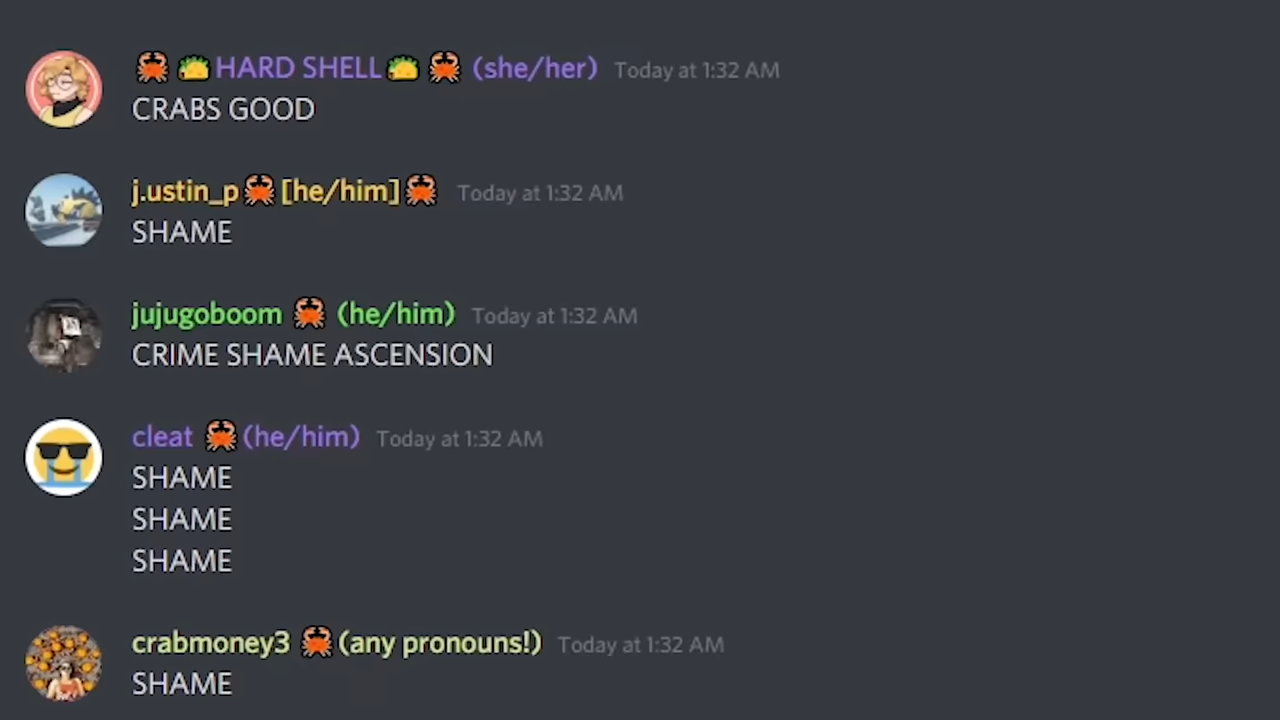 🦀🌮HARD SHELL🌮🦀 (she/her) Today at 1:32 AM
CRABS GOOD
j.ustin_p🦀[he/him]🦀 Today at 1:32 AM
SHAME
jujugoboom 🦀 (he/him) Today at 1:32 AM
CRIME SHAME ASCENSION
cleat 🦀(he/him) Today at 1:32 AM
SHAME
SHAME
SHAME
crabmoney3 🦀(any pronouns!) Today at 1:32 AM
SHAME